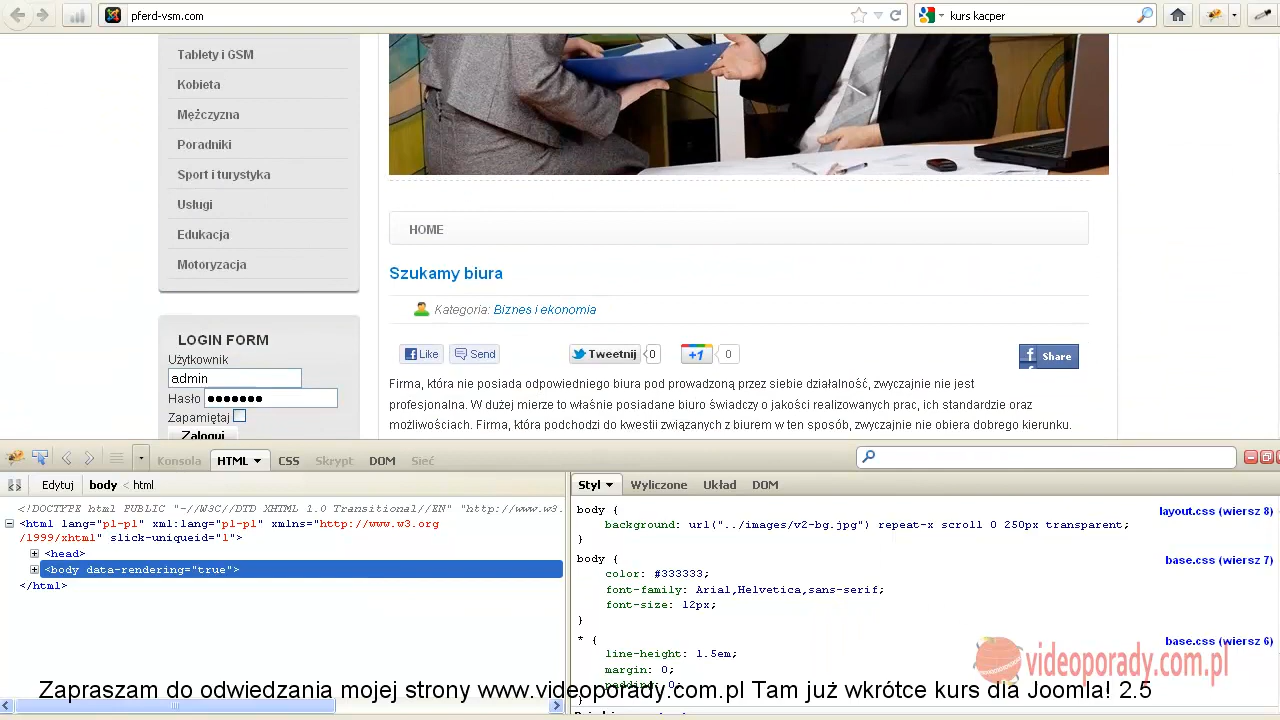 pferd-vsm.com
kurs kacper
Tablety i GSM
Kobieta
Mężczyzna
Poradniki
Sport i turystyka
Usługi
Edukacja
Motoryzacja
LOGIN FORM
Użytkownik
admin
Hasło
Zapamiętaj
Zaloguj
HOME
Szukamy biura
Kategoria: Biznes i ekonomia
Like Send Tweetnij 0 +1 0 Share
Firma, która nie posiada odpowiedniego biura pod prowadzoną przez siebie działalność, zwyczajnie nie jest
profesjonalna. W dużej mierze to właśnie posiadane biuro świadczy o jakości realizowanych prac, ich standardzie oraz
możliwościach. Firma, która podchodzi do kwestii związanych z biurem w ten sposób, zwyczajnie nie obiera dobrego kierunku.
Konsola HTML CSS Skrypt DOM Sieć
Edytuj body < html
<!DOCTYPE html PUBLIC "-//W3C//DTD XHTML 1.0 Transitional//EN" "http://www.w3.
<html lang="pl-pl" xml:lang="pl-pl" xmlns="http://www.w3.org
/1999/xhtml" slick-uniqueid="1">
<head>
<body data-rendering="true">
</html>
Styl Wyliczone Układ DOM
body { layout.css (wiersz 8)
background: url("../images/v2-bg.jpg") repeat-x scroll 0 250px transparent;
}
body { base.css (wiersz 7)
color: #333333;
font-family: Arial,Helvetica,sans-serif;
font-size: 12px;
}
* { base.css (wiersz 6)
line-height: 1.5em;
margin: 0;
padding: 0;
}
videoporady.com.pl
Zapraszam do odwiedzania mojej strony www.videoporady.com.pl Tam już wkrótce kurs dla Joomla! 2.5